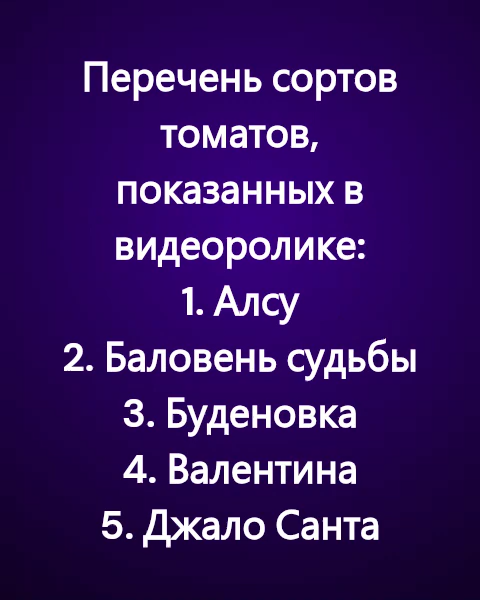 Перечень сортов
томатов,
показанных в
видеоролике:
1. Алсу
2. Баловень судьбы
3. Буденовка
4. Валентина
5. Джало Санта